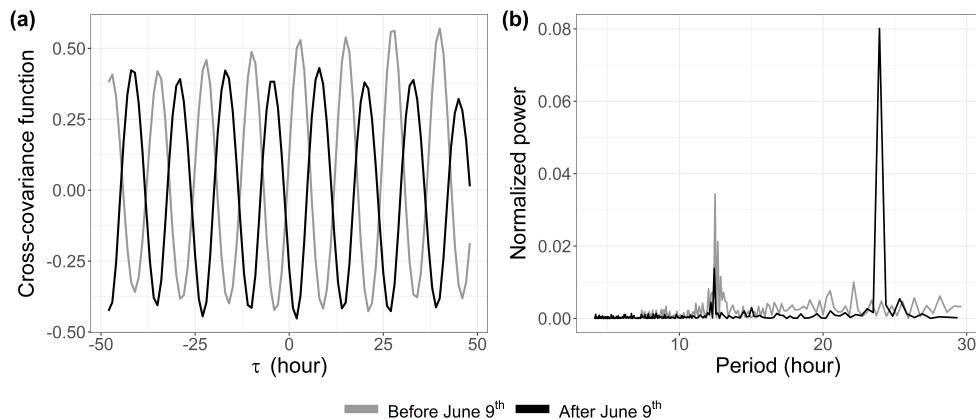 (a)
Cross-covariance function
0.50
0.25
0.00
-0.25
-0.50
-50
-25
0
25
50
τ (hour)
(b)
Normalized power
0.08
0.06
0.04
0.02
0.00
10
20
30
Period (hour)
Before June 9th
After June 9th